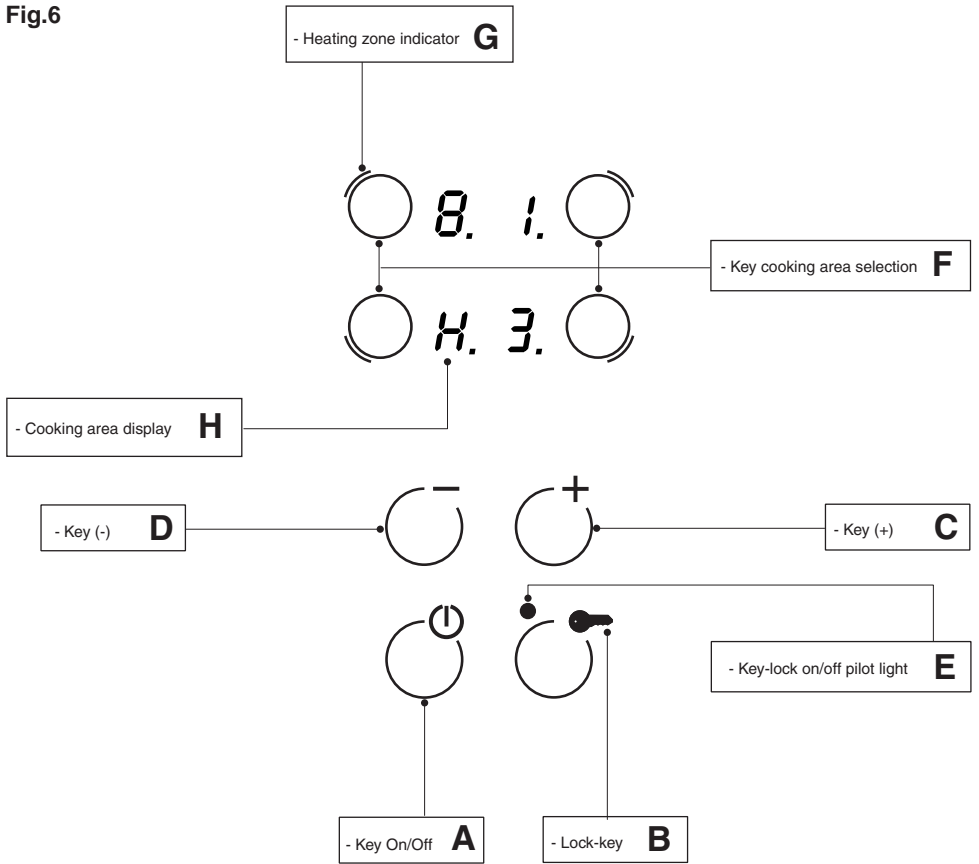 Fig.6
- Heating zone indicator G
8. 1.
- Key cooking area selection F
H. 3.
- Cooking area display H
- Key (-) D
- +
- Key (+) C
- Key-lock on/off pilot light E
- Key On/Off A
- Lock-key B